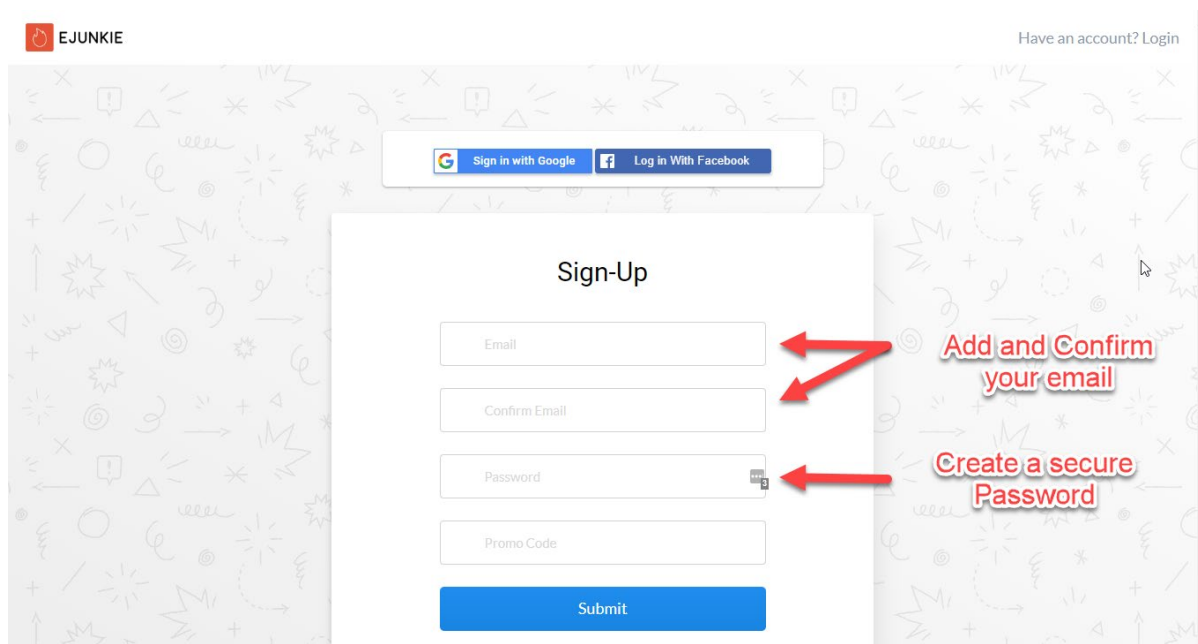 EJUNKIE
Have an account? Login
Sign in with Google
Log in With Facebook
Sign-Up
Email
Confirm Email
Add and Confirm
your email
Password
3
Create a secure
Password
Promo Code
Submit